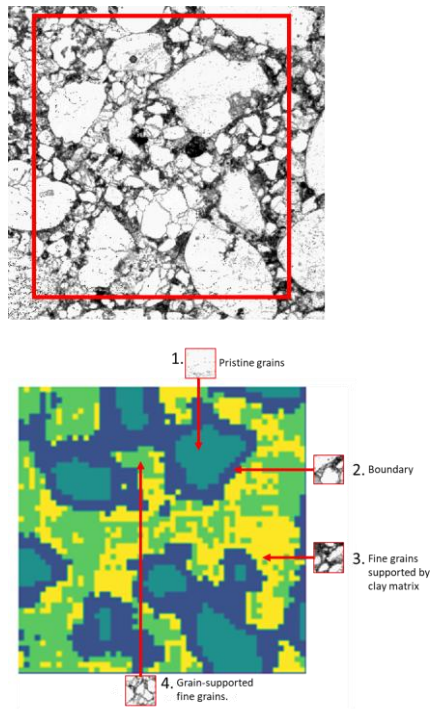 1. Pristine grains
2. Boundary
3. Fine grains
supported by
clay matrix
4. Grain-supported
fine grains.